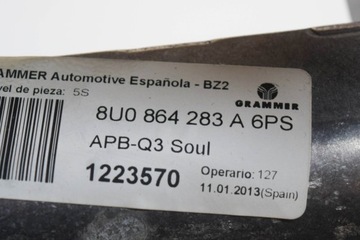 AMMER Automotive Española - BZ2
vel de pieza: 5S
GRAMMER
8U0 864 283 A 6PS
APB-Q3 Soul
1223570
Operario: 127
11.01.2013(Spain)